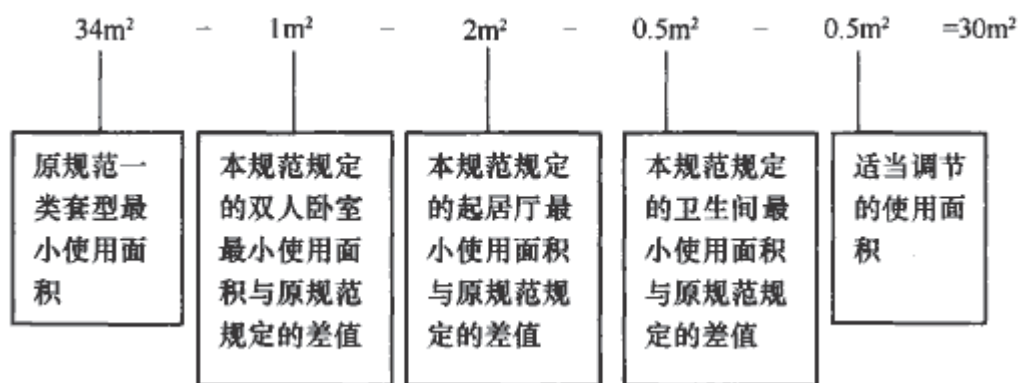 34m² - 1m² - 2m² - 0.5m² - 0.5m² =30m²
原规范一
类套型最
小使用面
积
本规范规定
的双人卧室
最小使用面
积与原规范
规定的差值
本规范规定
的起居厅最
小使用面积
与原规范规
定的差值
本规范规定
的卫生间最
小使用面积
与原规范规
定的差值
适当调节
的使用面
积